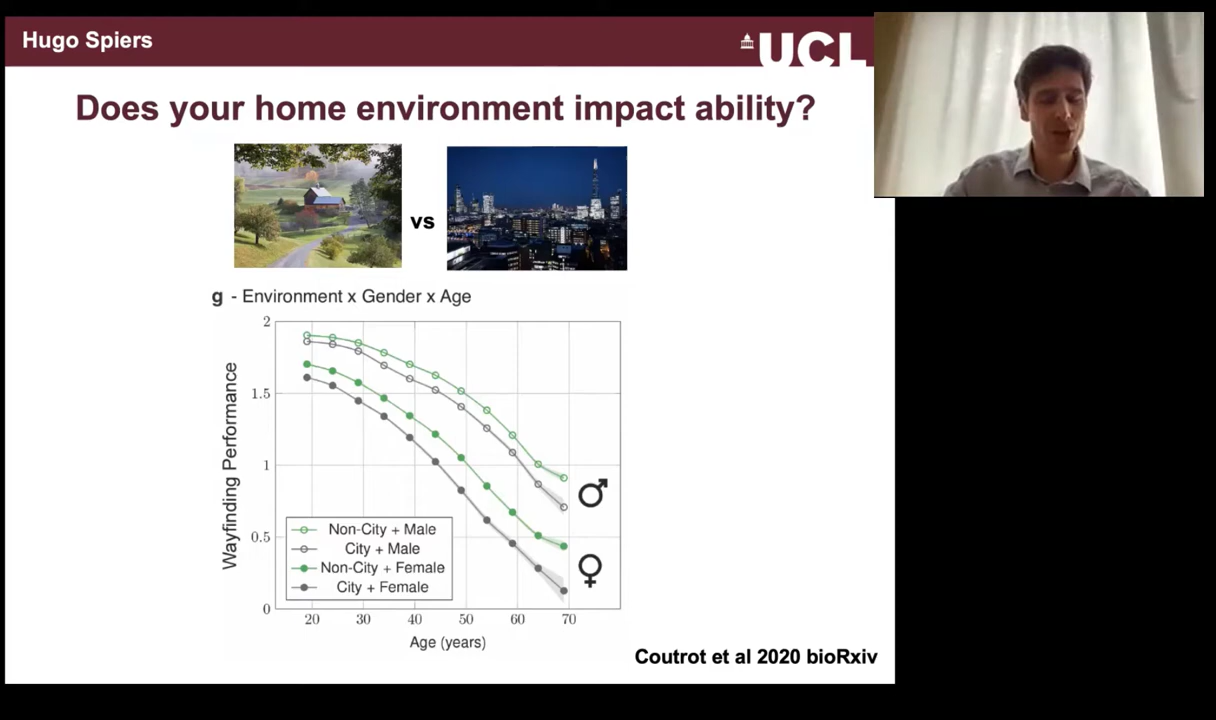 Hugo Spiers
UCL
Does your home environment impact ability?
vs
g - Environment x Gender x Age
Wayfinding Performance
2
1.5
1
0.5
0
Non-City + Male
City + Male
Non-City + Female
City + Female
20 30 40 50 60 70
Age (years)
Coutrot et al 2020 bioRxiv